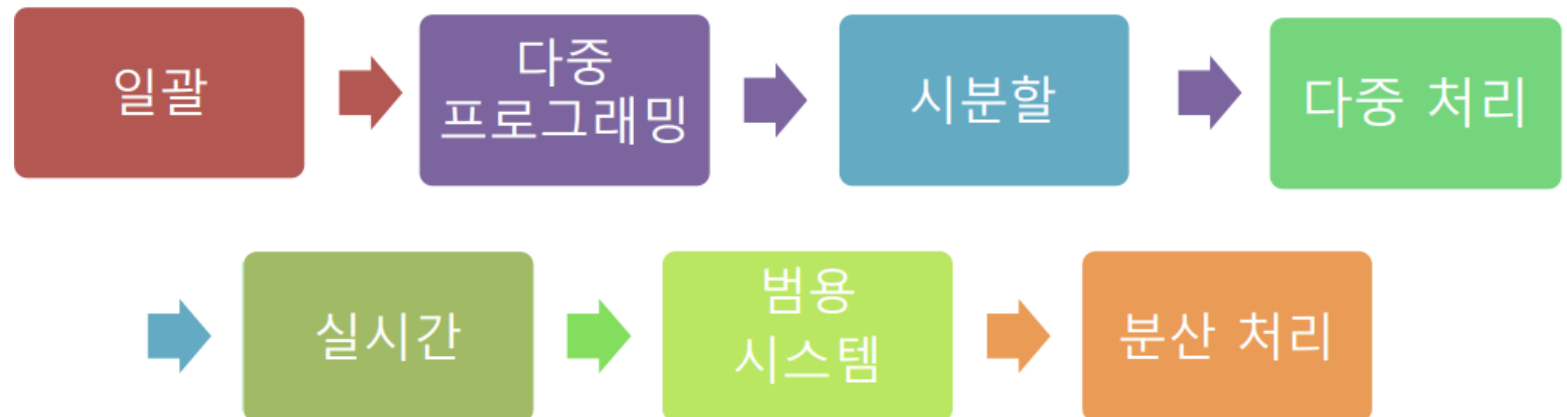 일괄
다중
프로그래밍
시분할
다중 처리
실시간
범용
시스템
분산 처리